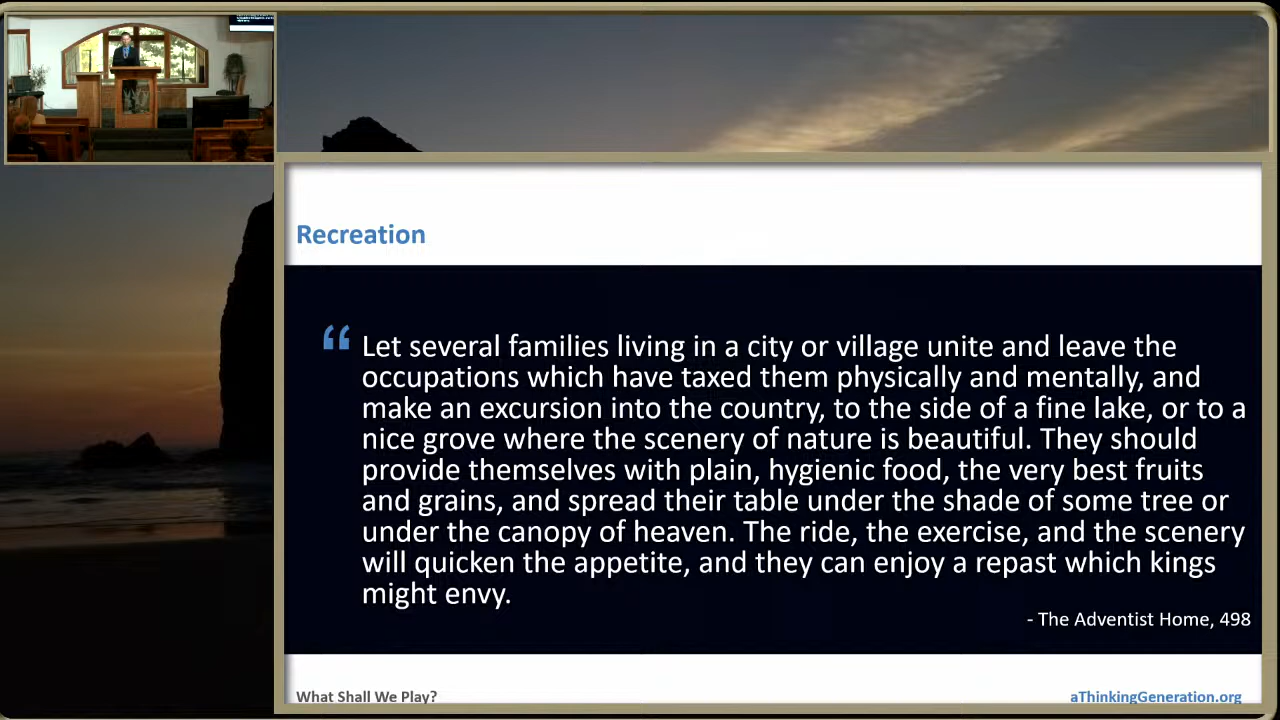 Recreation
“ Let several families living in a city or village unite and leave the
occupations which have taxed them physically and mentally, and
make an excursion into the country, to the side of a fine lake, or to a
nice grove where the scenery of nature is beautiful. They should
provide themselves with plain, hygienic food, the very best fruits
and grains, and spread their table under the shade of some tree or
under the canopy of heaven. The ride, the exercise, and the scenery
will quicken the appetite, and they can enjoy a repast which kings
might envy.
- The Adventist Home, 498
What Shall We Play?
aThinkingGeneration.org